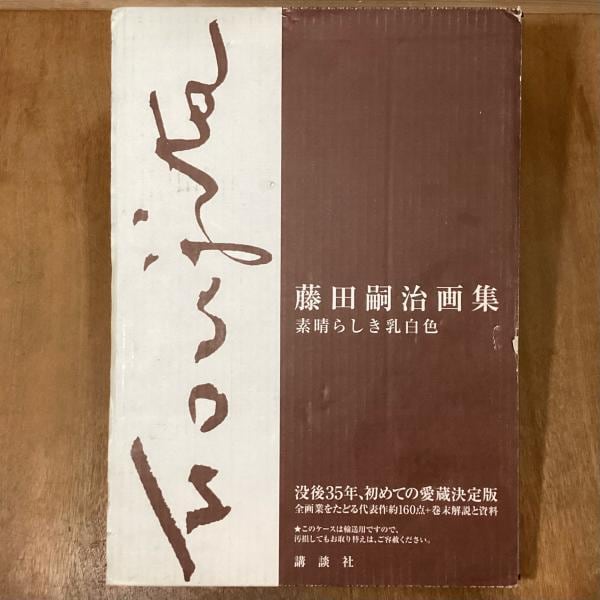 Foujita
藤田嗣治画集
素晴らしき乳白色
没後35年、初めての愛蔵決定版
全画業をたどる代表作約160点+巻末解説と資料
★このケースは輸送用ですので、
汚損してもお取り替えは、ご容赦ください。
講談社